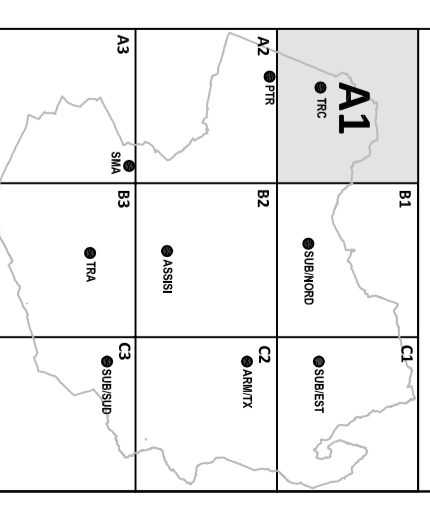 A1
TRC
B1
SUB/NORD
C1
SUB/EST
A2
PTR
B2
ASSISI
C2
ARM/TX
A3
SMA
B3
TRA
C3
SUB/SUD